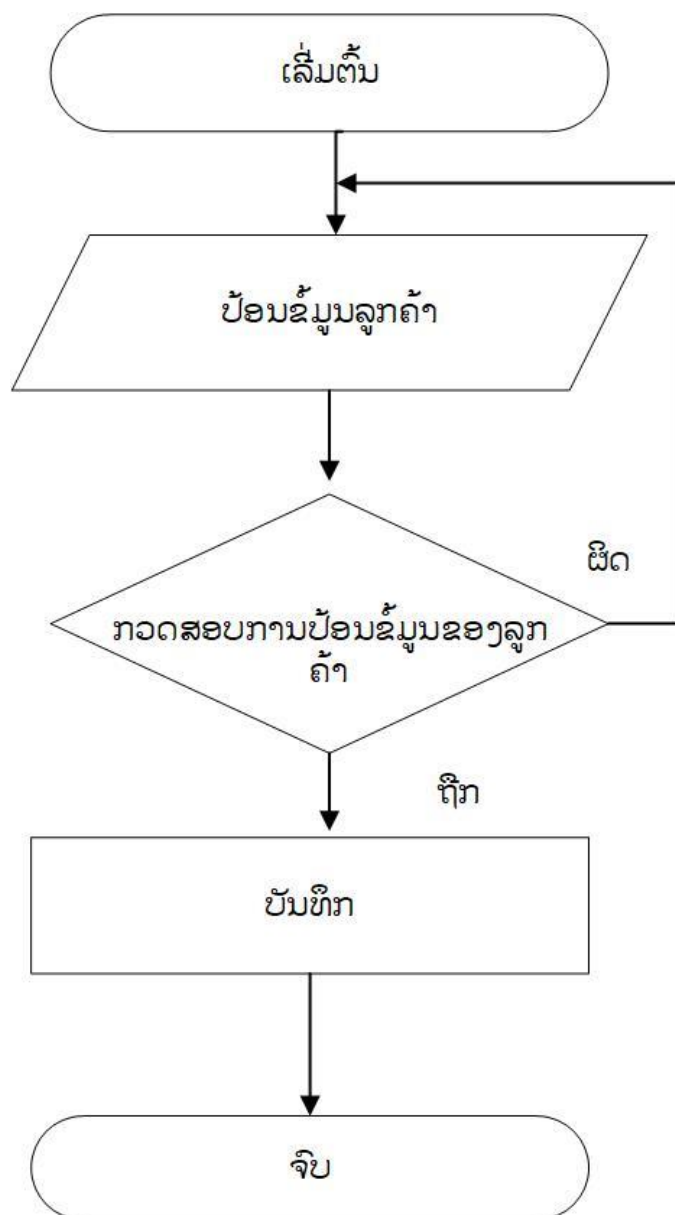 ເລີ່ມຕົ້ນ
ປ້ອນຂໍ້ມູນລູກຄ້າ
ຜິດ
ກວດສອບການປ້ອນຂໍ້ມູນຂອງລູກ
ຄ້າ
ຖືກ
ບັນທຶກ
ຈົບ